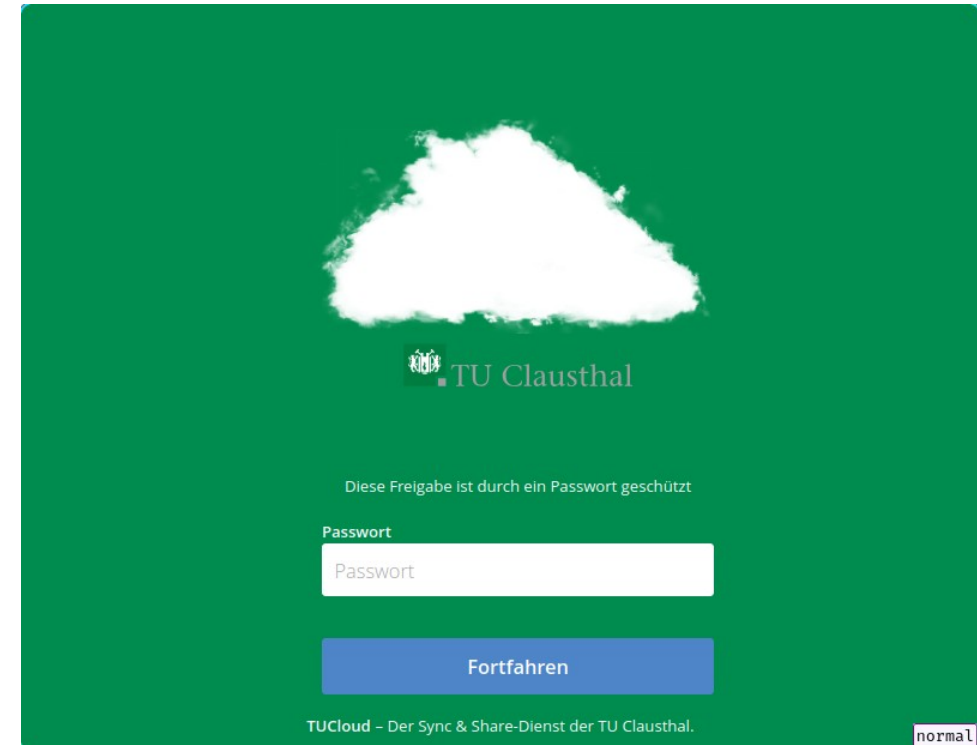 TU Clausthal
Diese Freigabe ist durch ein Passwort geschützt
Passwort
Passwort
Fortfahren
TUCloud – Der Sync & Share-Dienst der TU Clausthal.
normal